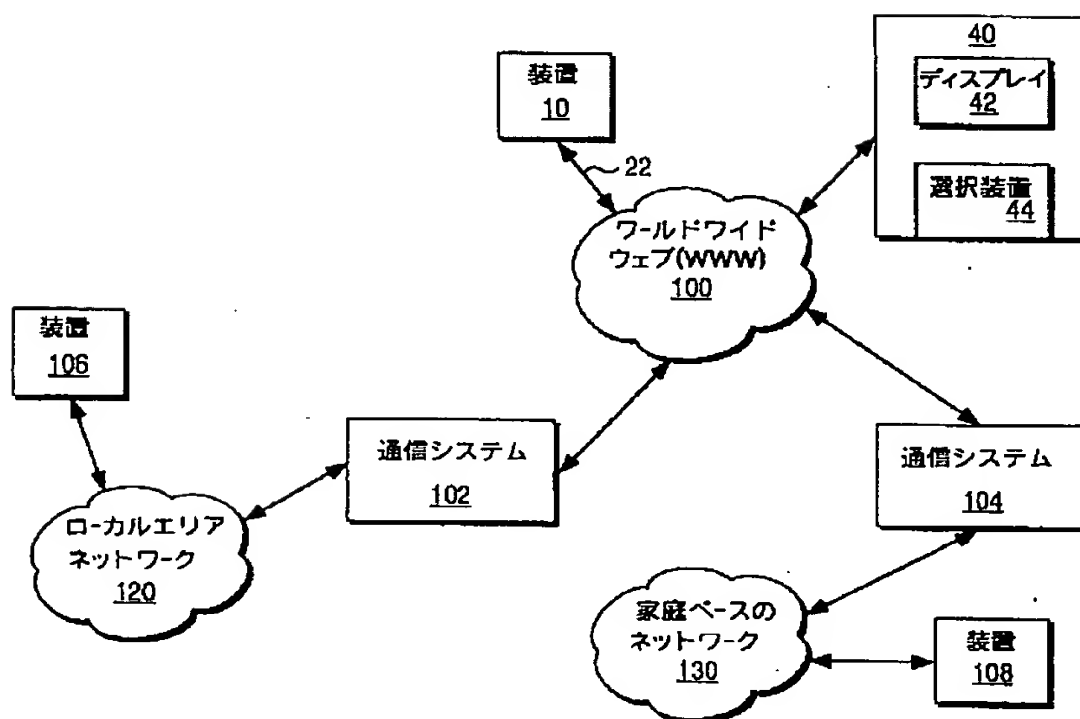 40
ディスプレイ
42
選択装置
44
装置
10
22
ワールドワイド
ウェブ(WWW)
100
装置
106
通信システム
102
通信システム
104
ローカルエリア
ネットワーク
120
家庭ベースの
ネットワーク
130
装置
108